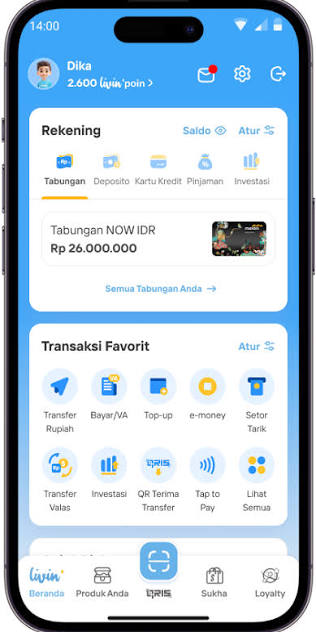 14:00
Dika
2.600 livin'poin >
Rekening
Saldo
Atur
Tabungan
Deposito
Kartu Kredit
Pinjaman
Investasi
Tabungan NOW IDR
Rp 26.000.000
Semua Tabungan Anda →
Transaksi Favorit
Atur
Transfer Rupiah
Bayar/VA
Top-up
e-money
Setor Tarik
Transfer Valas
Investasi
QRIS
QR Terima Transfer
Tap to Pay
Lihat Semua
livin'
Beranda
Produk Anda
QRIS
Sukha
Loyalty